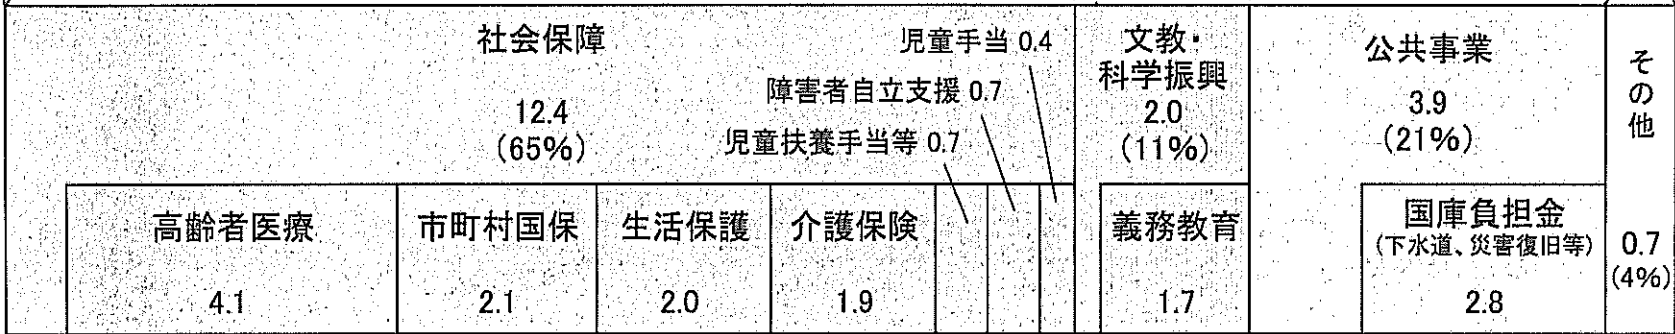 社会保障
12.4
(65%)
児童手当 0.4
障害者自立支援 0.7
児童扶養手当等 0.7
高齢者医療
4.1
市町村国保
2.1
生活保護
2.0
介護保険
1.9
文教・
科学振興
2.0
(11%)
義務教育
1.7
公共事業
3.9
(21%)
国庫負担金
(下水道、災害復旧等)
2.8
その他
0.7
(4%)